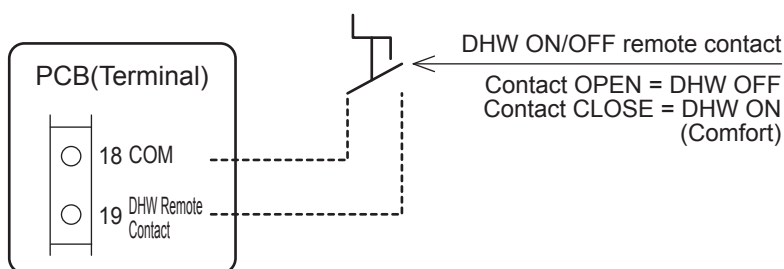 DHW ON/OFF remote contact
PCB(Terminal)
Contact OPEN = DHW OFF
Contact CLOSE = DHW ON
(Comfort)
18 COM
19 DHW Remote
Contact